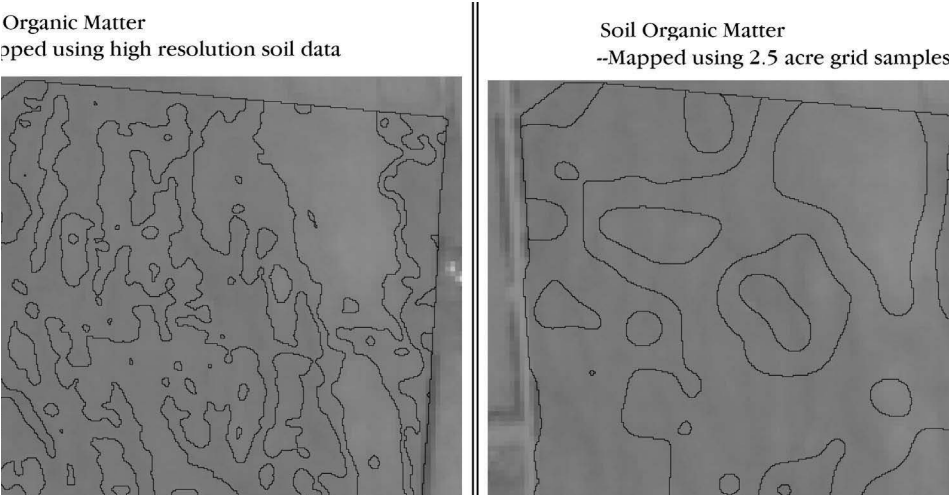 Organic Matter
pped using high resolution soil data
Soil Organic Matter
--Mapped using 2.5 acre grid samples